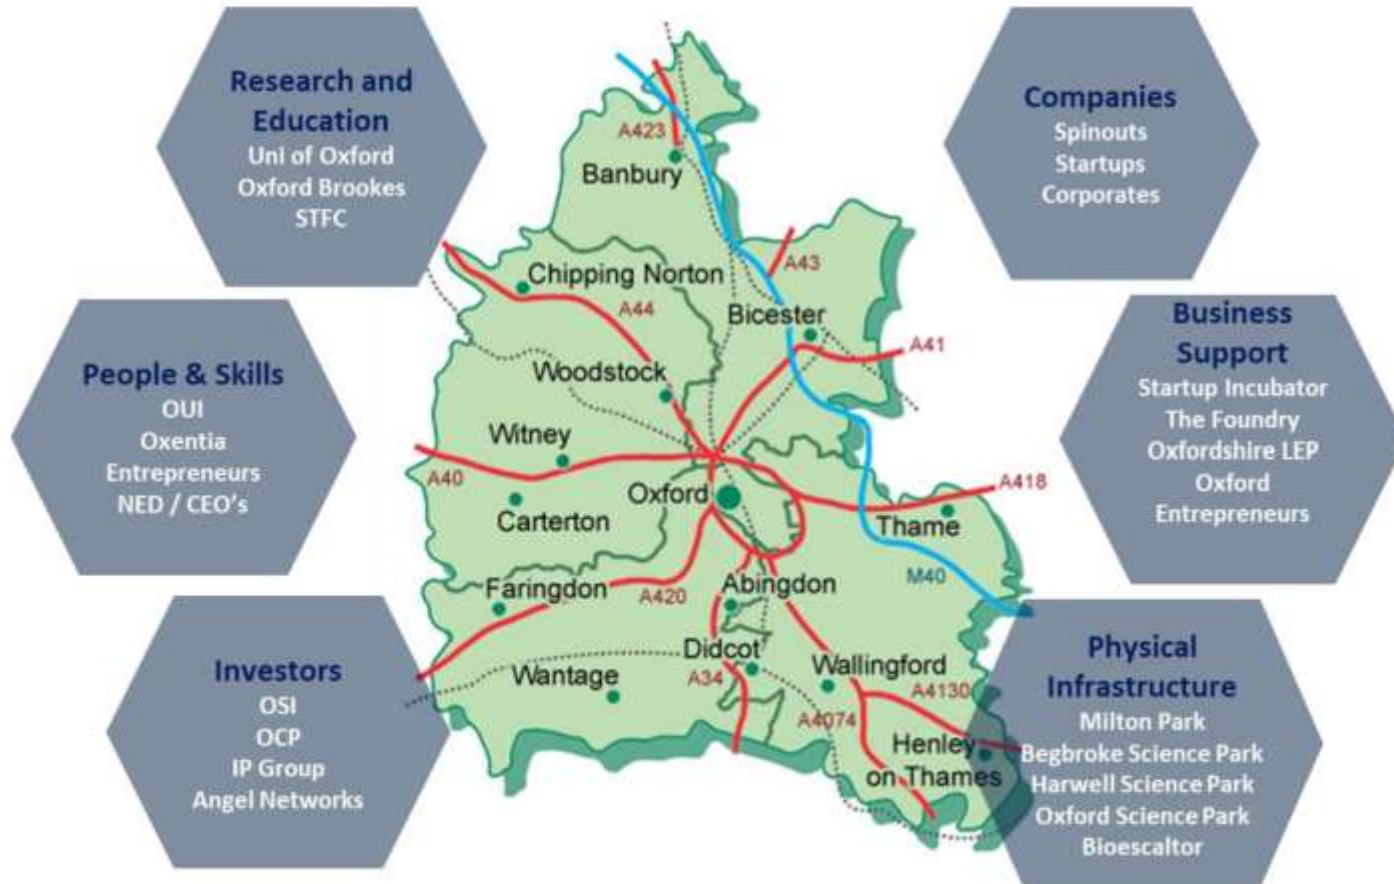 Research and
Education
Uni of Oxford
Oxford Brookes
STFC
Companies
Spinouts
Startups
Corporates
People & Skills
OUI
Oxentia
Entrepreneurs
NED / CEO's
Business
Support
Startup Incubator
The Foundry
Oxfordshire LEP
Oxford
Entrepreneurs
Investors
OSI
OCP
IP Group
Angel Networks
Physical
Infrastructure
Milton Park
Begbroke Science Park
Harwell Science Park
Oxford Science Park
Bioescaltor
A423
Banbury
A43
Chipping Norton
A44
Bicester
A41
Woodstock
Witney
A40
Oxford
A418
Carterton
Thame
M40
Faringdon
A420
Abingdon
Didcot
Wantage
A34
Wallingford
A4130
A4074
Henley
on Thames